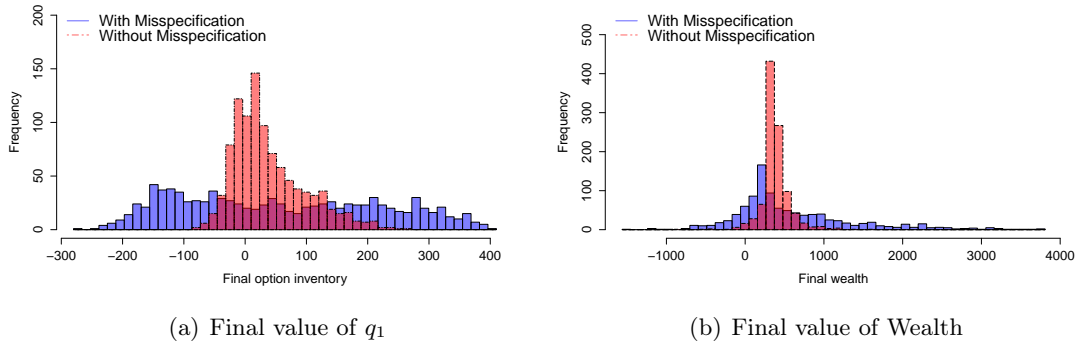 With Misspecification
Without Misspecification
Frequency
200
150
100
50
0
−300 −200 −100 0 100 200 300 400
Final option inventory
(a) Final value of q1
With Misspecification
Without Misspecification
Frequency
500
400
300
200
100
0
−1000 0 1000 2000 3000 4000
Final wealth
(b) Final value of Wealth